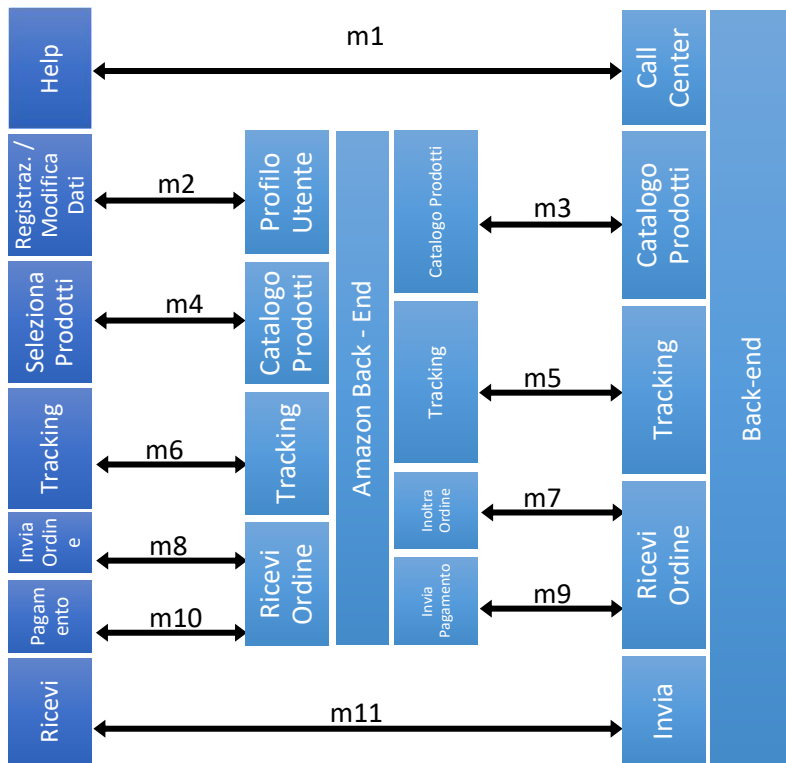 m1
Help
Call
Center
Registraz. /
Modifica
Dati
m2
Profilo
Utente
Amazon Back - End
Catalogo Prodotti
m3
Catalogo
Prodotti
Back-end
Seleziona
Prodotti
m4
Catalogo
Prodotti
Tracking
m5
Tracking
Tracking
m6
Tracking
Inoltra
Ordine
m7
Ricevi
Ordine
Invia
Ordin
e
m8
Ricevi
Ordine
Invia
Pagamento
m9
Pagam
ento
m10
Ricevi
m11
Invia